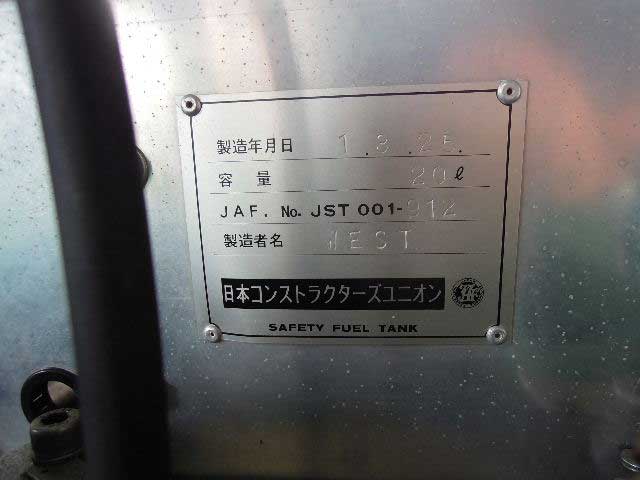 製造年月日 1.3.25.
容量 20ℓ
JAF. No. JST 001-912
製造者名 WEST
日本コンストラクターズユニオン
SAFETY FUEL TANK